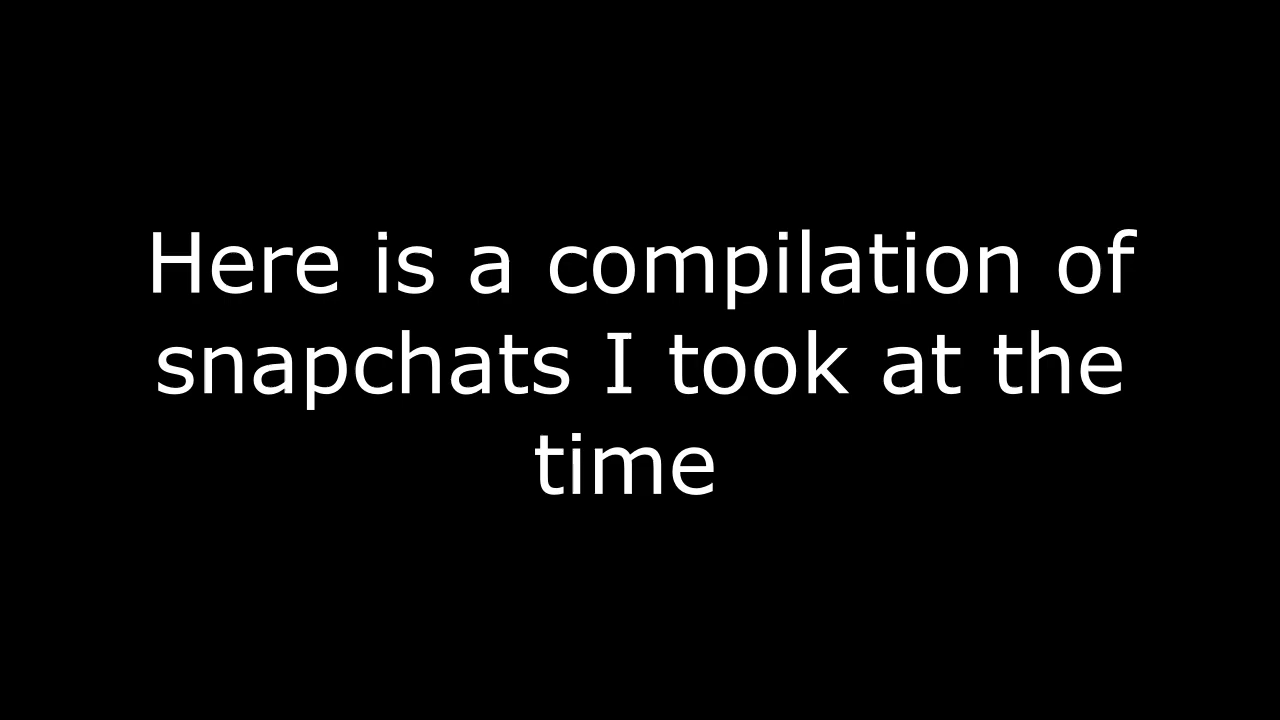 Here is a compilation of
snapchats I took at the
time